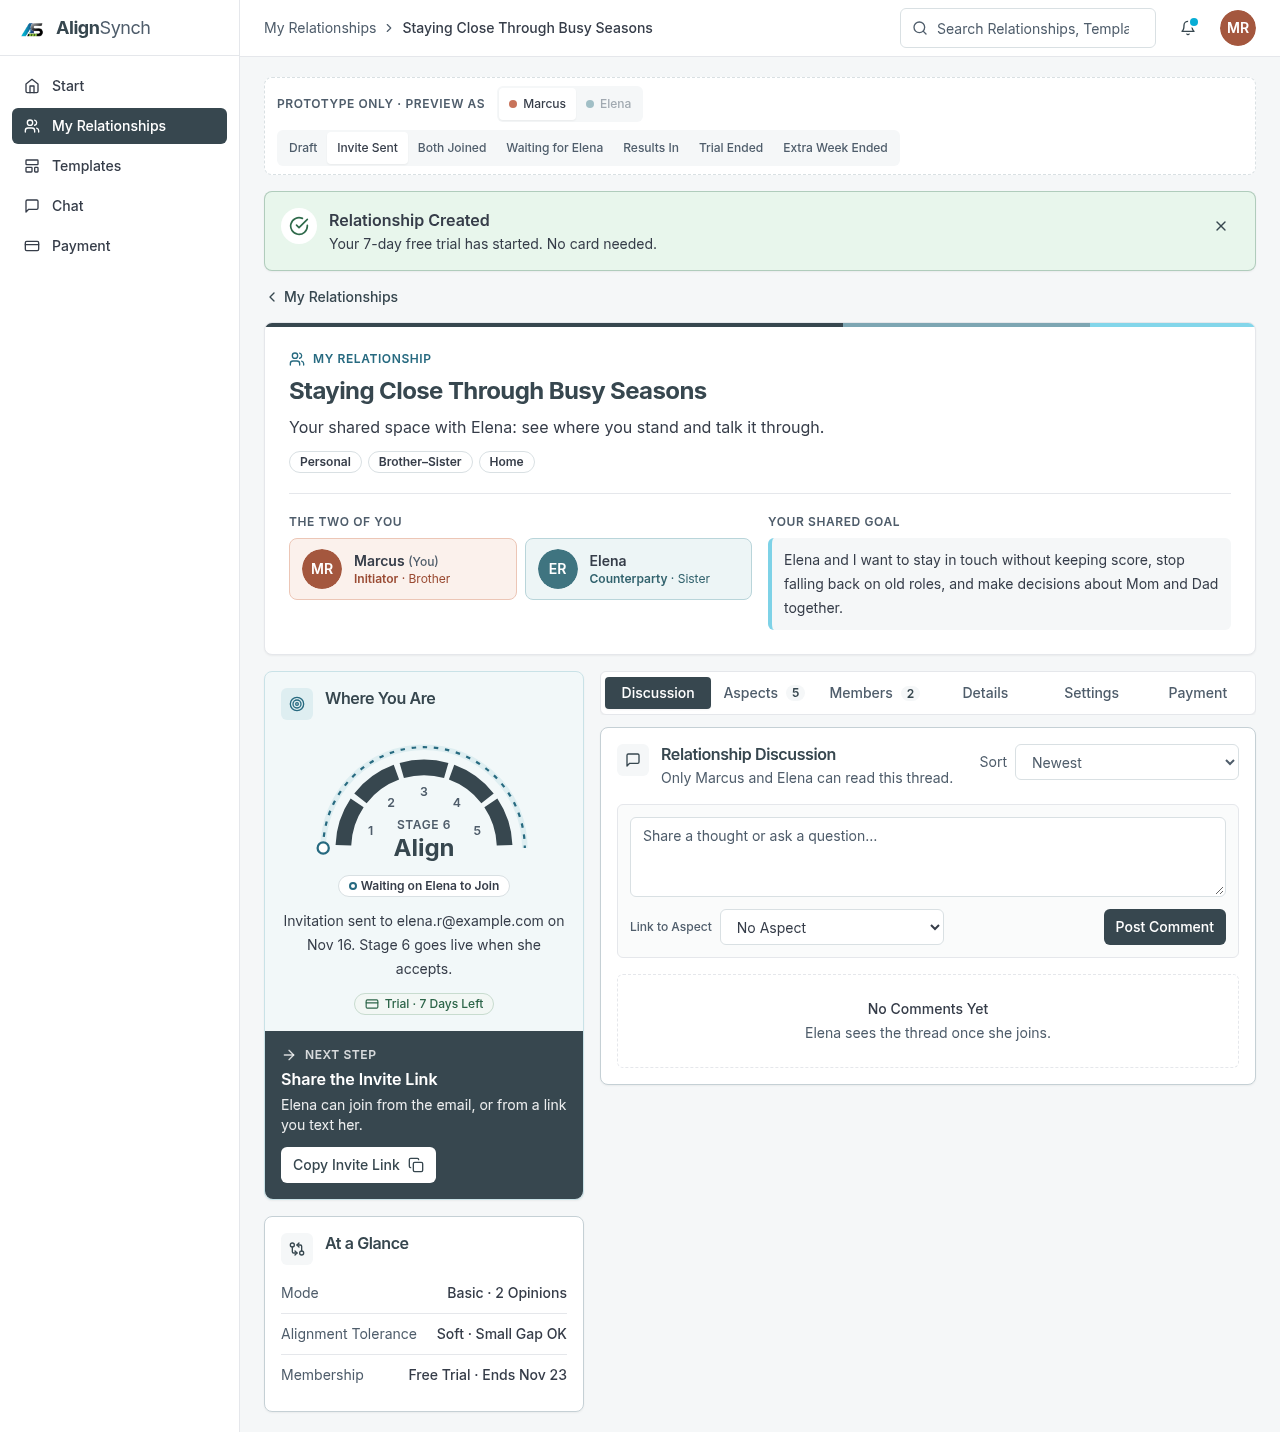 AlignSynch
My Relationships
Staying Close Through Busy Seasons
Search Relationships, Templa
MR
Start
My Relationships
Templates
Chat
Payment
PROTOTYPE ONLY · PREVIEW AS
Marcus
Elena
Draft
Invite Sent
Both Joined
Waiting for Elena
Results In
Trial Ended
Extra Week Ended
Relationship Created
Your 7-day free trial has started. No card needed.
My Relationships
MY RELATIONSHIP
Staying Close Through Busy Seasons
Your shared space with Elena: see where you stand and talk it through.
Personal
Brother–Sister
Home
THE TWO OF YOU
MR
Marcus (You)
Initiator · Brother
ER
Elena
Counterparty · Sister
YOUR SHARED GOAL
Elena and I want to stay in touch without keeping score, stop
falling back on old roles, and make decisions about Mom and Dad
together.
Where You Are
1
2
3
4
5
STAGE 6
Align
Waiting on Elena to Join
Invitation sent to elena.r@example.com on
Nov 16. Stage 6 goes live when she
accepts.
Trial · 7 Days Left
NEXT STEP
Share the Invite Link
Elena can join from the email, or from a link
you text her.
Copy Invite Link
At a Glance
Mode
Basic · 2 Opinions
Alignment Tolerance
Soft · Small Gap OK
Membership
Free Trial · Ends Nov 23
Discussion
Aspects 5
Members 2
Details
Settings
Payment
Relationship Discussion
Only Marcus and Elena can read this thread.
Sort
Newest
Share a thought or ask a question...
Link to Aspect
No Aspect
Post Comment
No Comments Yet
Elena sees the thread once she joins.